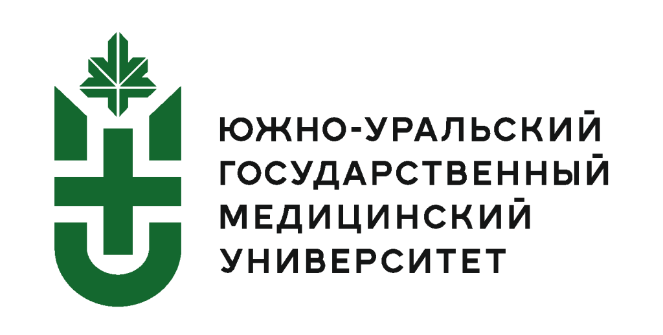 ЮЖНО-УРАЛЬСКИЙ
ГОСУДАРСТВЕННЫЙ
МЕДИЦИНСКИЙ
УНИВЕРСИТЕТ